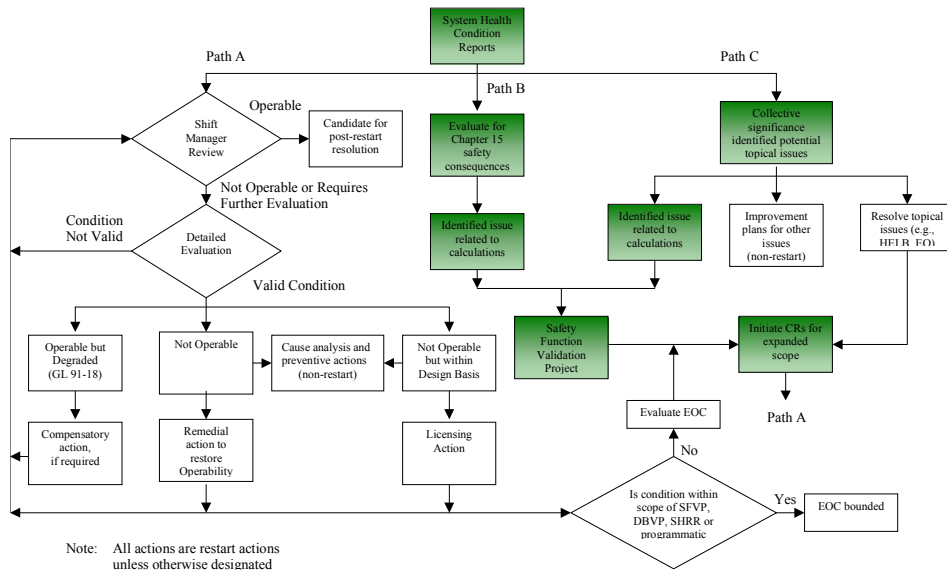 System Health
Condition
Reports
Path A
Path B
Path C
Shift
Manager
Review
Operable
Candidate for
post-restart
resolution
Evaluate for
Chapter 15
safety
consequences
Collective
significance
identified potential
topical issues
Not Operable or Requires
Further Evaluation
Condition
Not Valid
Detailed
Evaluation
Identified issue
related to
calculations
Identified issue
related to
calculations
Improvement
plans for other
issues
(non-restart)
Resolve topical
issues (e.g.,
HELB, EQ)
Valid Condition
Operable but
Degraded
(GL 91-18)
Not Operable
Cause analysis and
preventive actions
(non-restart)
Not Operable
but within
Design Basis
Safety
Function
Validation
Project
Initiate CRs for
expanded
scope
Path A
Evaluate EOC
Compensatory
action,
if required
Remedial
action to
restore
Operability
Licensing
Action
No
Is condition within
scope of SFVP,
DBVP, SHRR or
programmatic
Yes
EOC bounded
Note: All actions are restart actions
unless otherwise designated